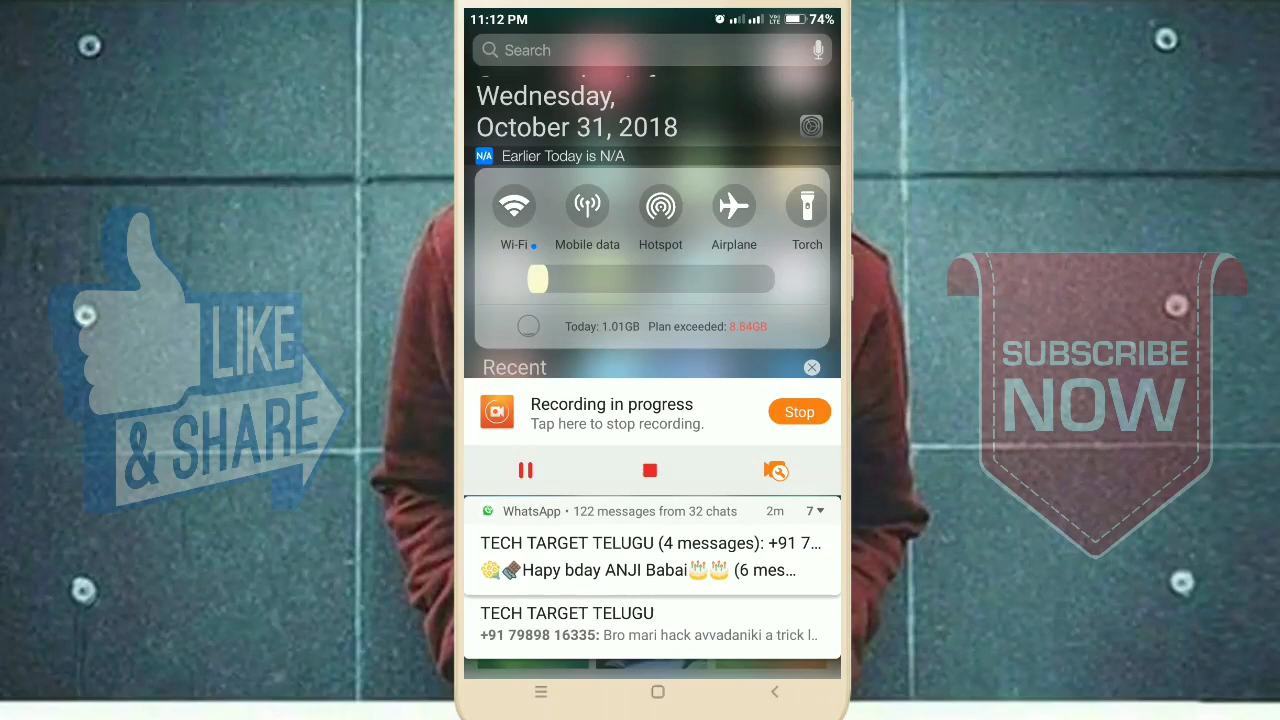 11:12 PM
74%
Search
Wednesday,
October 31, 2018
N/A Earlier Today is N/A
Wi-Fi Mobile data Hotspot Airplane Torch
Today: 1.01GB Plan exceeded: 8.84GB
Recent
Recording in progress
Tap here to stop recording.
Stop
WhatsApp • 122 messages from 32 chats 2m 7
TECH TARGET TELUGU (4 messages): +91 7...
🌼🍫Hapy bday ANJI Babai🎂🎂 (6 mes...
TECH TARGET TELUGU
+91 79898 16335: Bro mari hack avvadaniki a trick l..
LIKE
& SHARE
SUBSCRIBE
NOW